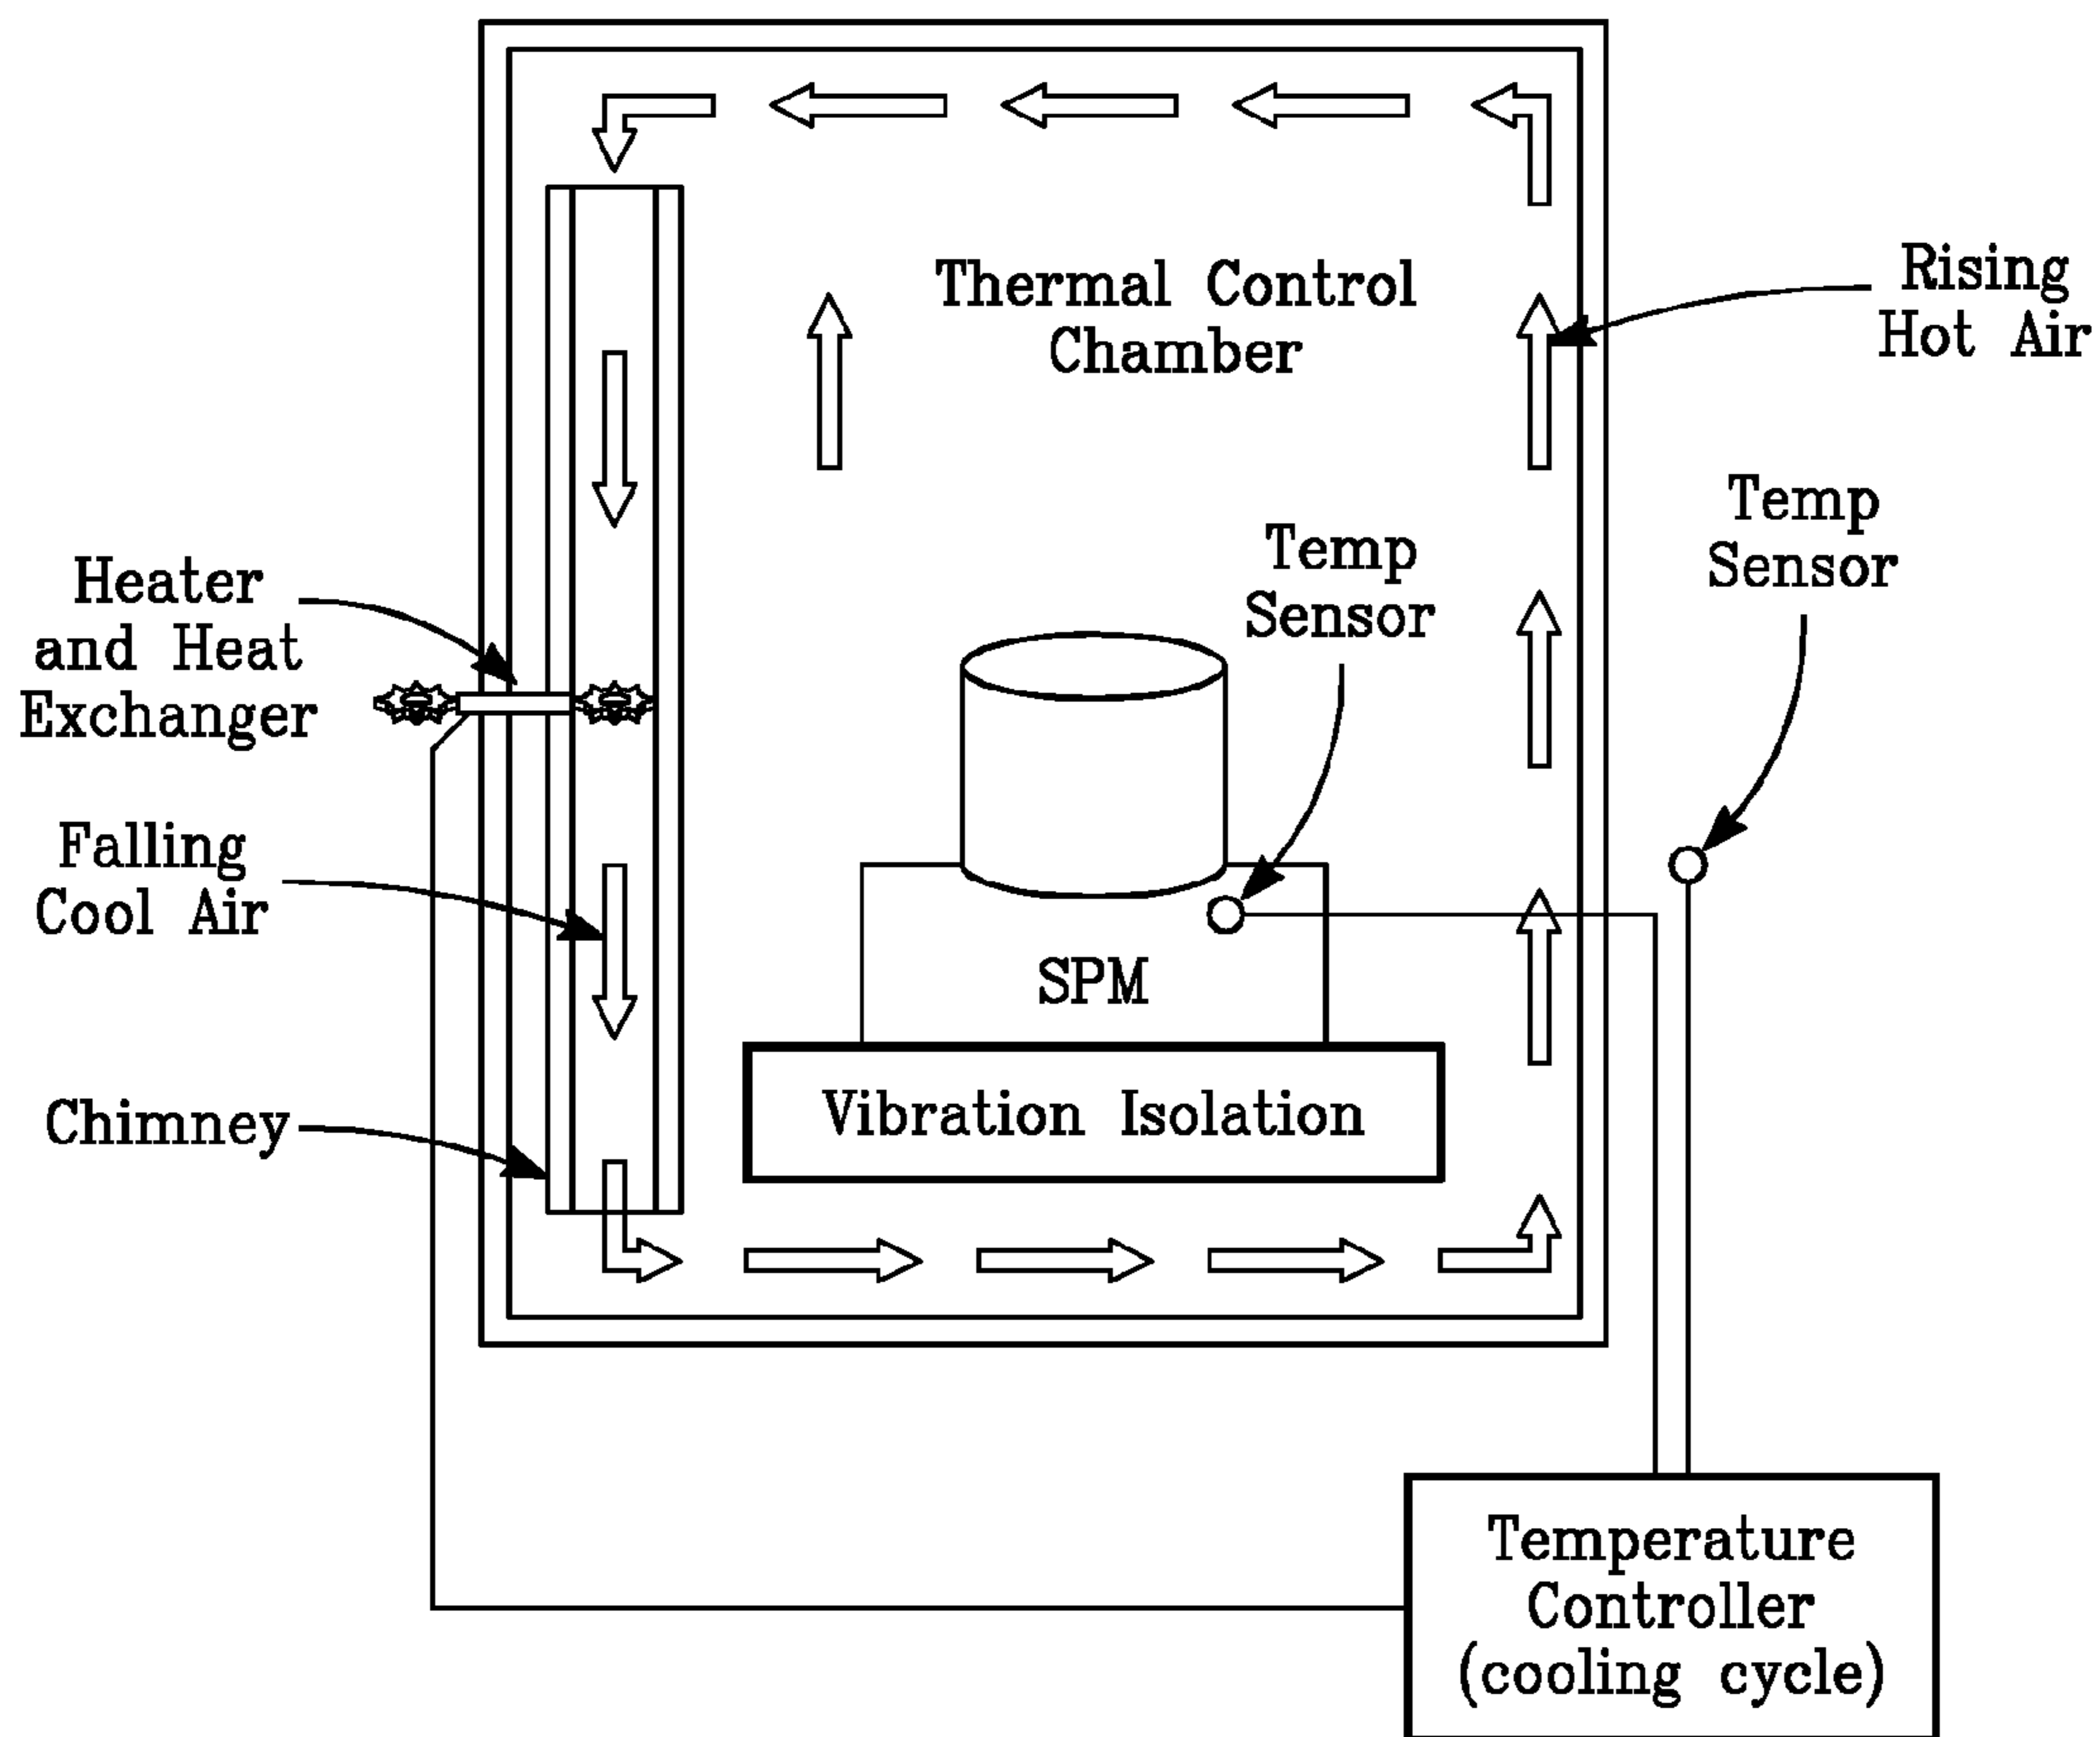 Thermal Control
Chamber
Rising
Hot Air
Temp
Sensor
Temp
Sensor
Heater
and Heat
Exchanger
Falling
Cool Air
SPM
Chimney
Vibration Isolation
Temperature
Controller
(cooling cycle)